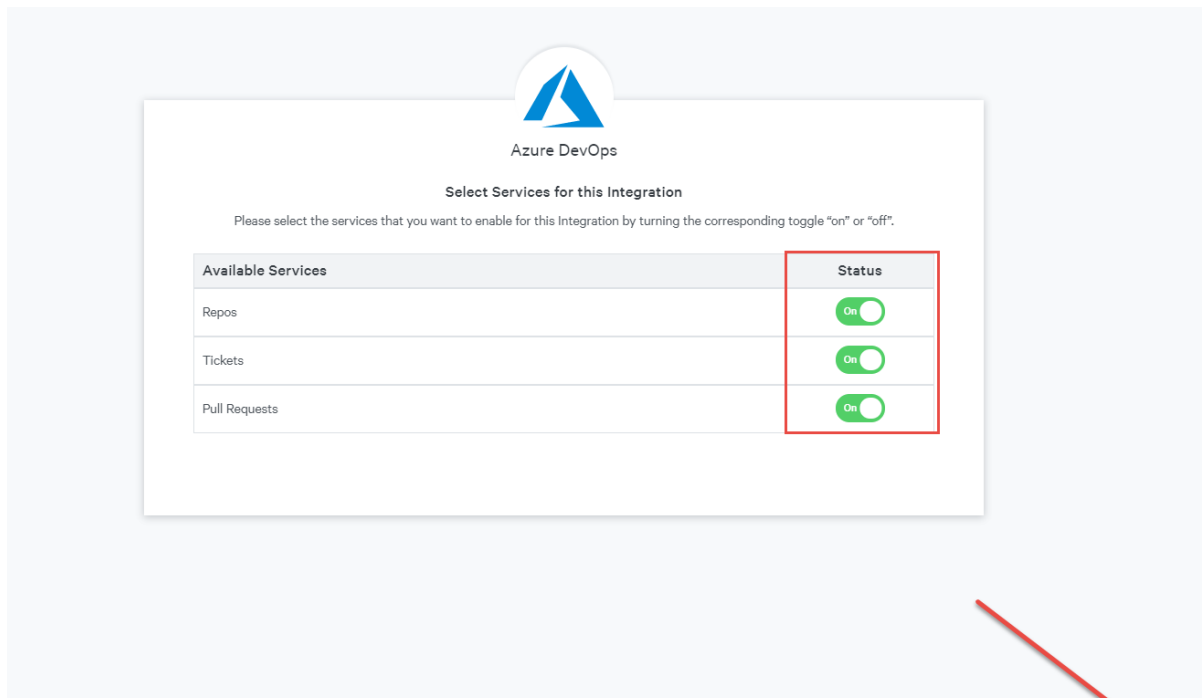 Azure DevOps
Select Services for this Integration
Please select the services that you want to enable for this Integration by turning the corresponding toggle “on” or “off”.
Available Services Status
Repos On
Tickets On
Pull Requests On